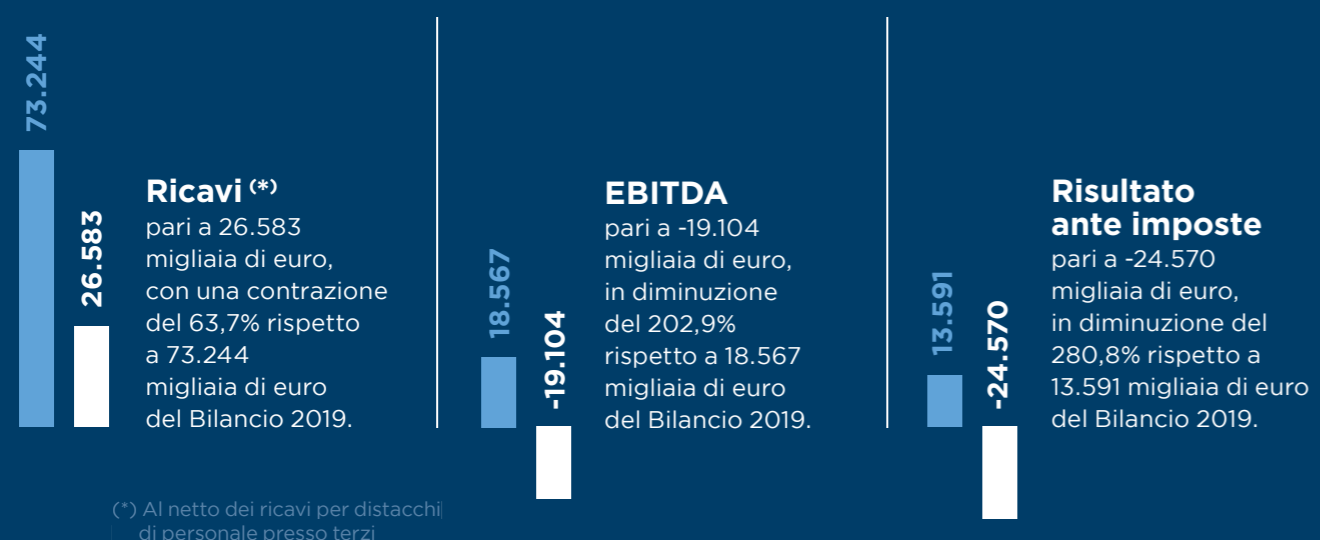 73.244
26.583
Ricavi (*)
pari a 26.583
migliaia di euro,
con una contrazione
del 63,7% rispetto
a 73.244
migliaia di euro
del Bilancio 2019.
(*) Al netto dei ricavi per distacchi
di personale presso terzi
18.567
-19.104
EBITDA
pari a -19.104
migliaia di euro,
in diminuzione
del 202,9%
rispetto a 18.567
migliaia di euro
del Bilancio 2019.
13.591
-24.570
Risultato
ante imposte
pari a -24.570
migliaia di euro,
in diminuzione del
280,8% rispetto a
13.591 migliaia di euro
del Bilancio 2019.